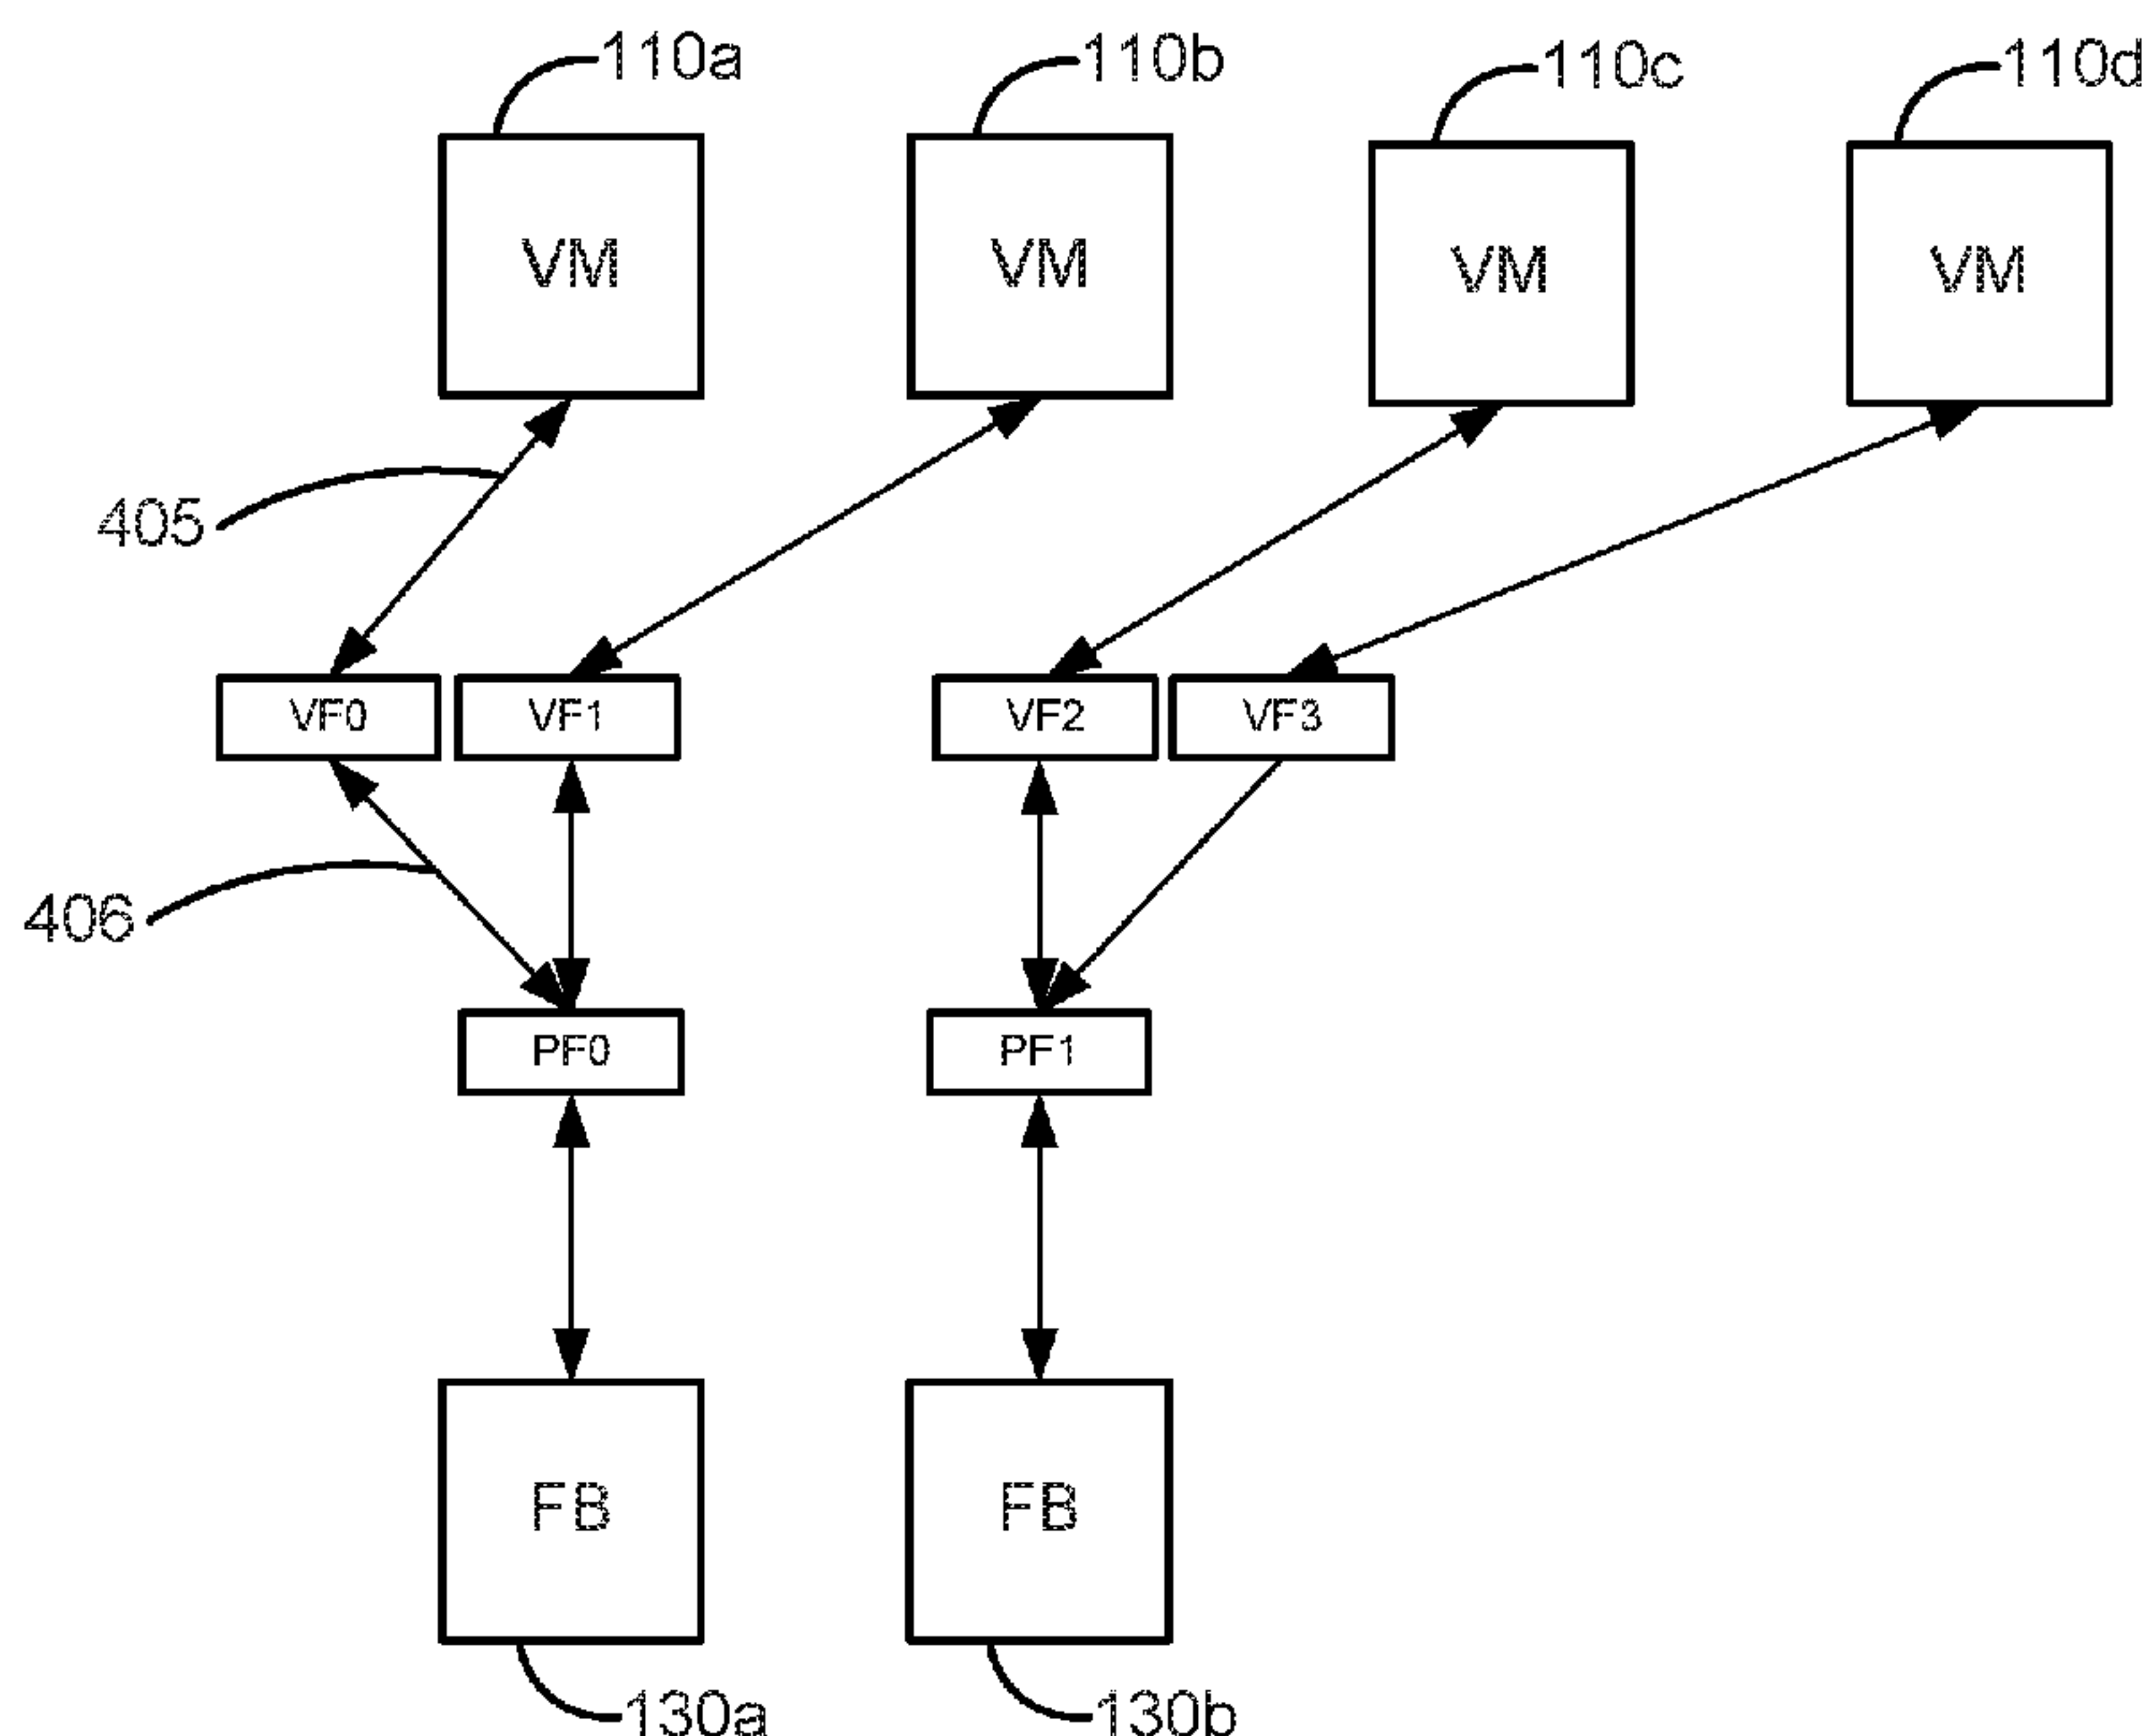 110a 110b 110c 110d
VM VM VM VM
405
VF0 VF1 VF2 VF3
406
PF0 PF1
FB FB
130a 130b